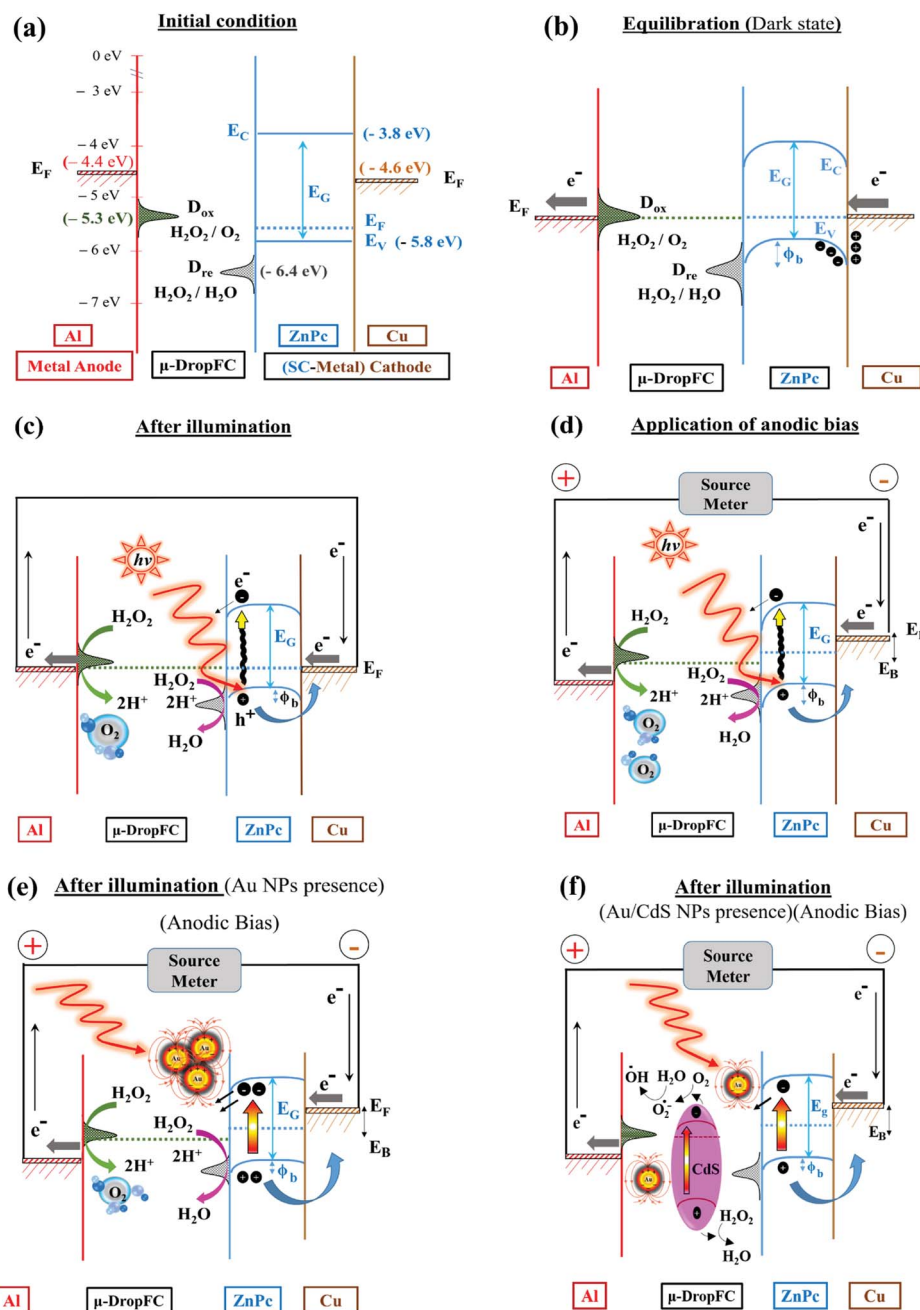 (a)
Initial condition
0 eV
– 3 eV
– 4 eV
– 5 eV
– 6 eV
– 7 eV
E_F
(– 4.4 eV)
(– 5.3 eV)
D_ox
H₂O₂ / O₂
D_re
H₂O₂ / H₂O
(- 6.4 eV)
E_C
(- 3.8 eV)
(- 4.6 eV)
E_F
E_G
E_F
E_V (- 5.8 eV)
Al
ZnPc
Cu
Metal Anode
μ-DropFC
(SC-Metal) Cathode
(b)
Equilibration (Dark state)
e⁻
E_F
D_ox
H₂O₂ / O₂
D_re
H₂O₂ / H₂O
E_G
E_C
E_V
ϕ_b
e⁻
Al
μ-DropFC
ZnPc
Cu
(c)
After illumination
hν
e⁻
e⁻
H₂O₂
2H⁺
O₂
H₂O₂
2H⁺
H₂O
h⁺
E_G
ϕ_b
e⁻
e⁻
E_F
Al
μ-DropFC
ZnPc
Cu
(d)
Application of anodic bias
+
-
Source
Meter
hν
e⁻
H₂O₂
2H⁺
O₂
O₂
H₂O₂
2H⁺
H₂O
E_G
ϕ_b
e⁻
e⁻
E_B
Al
μ-DropFC
ZnPc
Cu
(e)
After illumination (Au NPs presence)
(Anodic Bias)
+
-
Source
Meter
Au
Au
Au
e⁻
H₂O₂
2H⁺
O₂
H₂O₂
2H⁺
H₂O
E_G
ϕ_b
e⁻
e⁻
E_F
E_B
Al
μ-DropFC
ZnPc
Cu
(f)
After illumination
(Au/CdS NPs presence)(Anodic Bias)
+
-
Source
Meter
e⁻
·OH
H₂O
O₂
O₂·⁻
Au
Au
CdS
H₂O₂
H₂O
E_g
ϕ_b
e⁻
e⁻
E_F
E_B
Al
μ-DropFC
ZnPc
Cu